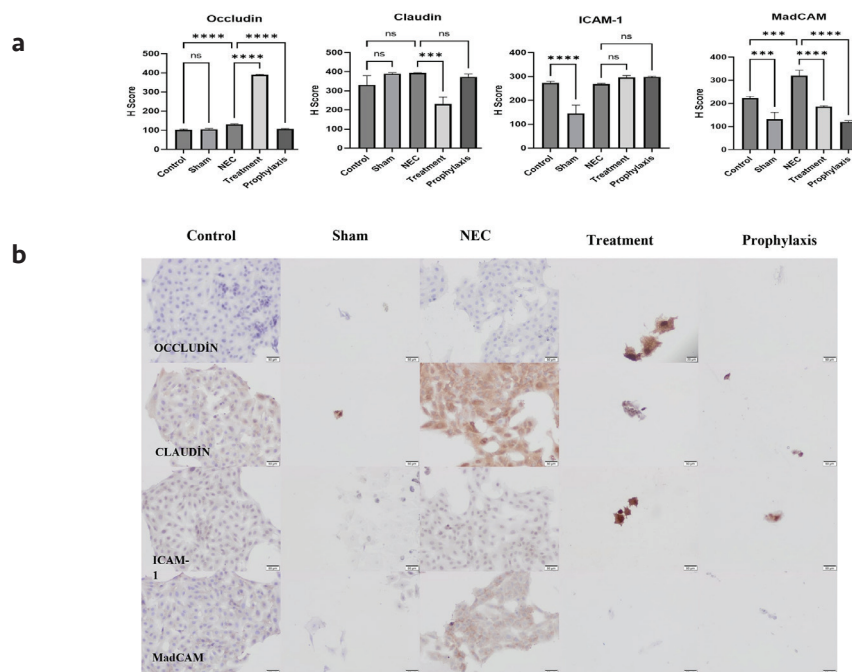 a
Occludin
**** ****
ns ****
H Score
500
400
300
200
100
0
Control
Sham
NEC
Treatment
Prophylaxis
Claudin
ns ns
ns ***
H Score
500
400
300
200
100
0
Control
Sham
NEC
Treatment
Prophylaxis
ICAM-1
ns
**** ns
H Score
400
300
200
100
0
Control
Sham
NEC
Treatment
Prophylaxis
MadCAM
*** ****
*** ****
H Score
400
300
200
100
0
Control
Sham
NEC
Treatment
Prophylaxis
b
Control Sham NEC Treatment Prophylaxis
OCCLUDİN
CLAUDİN
ICAM-
1
MadCAM